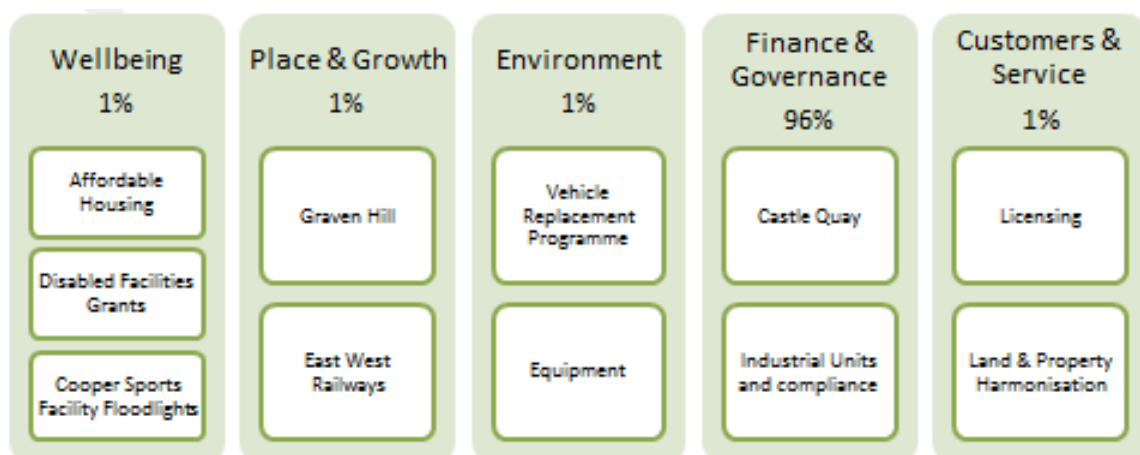 Wellbeing
1%
Affordable
Housing
Disabled Facilities
Grants
Cooper Sports
Facility Floodlights
Place & Growth
1%
Graven Hill
East West
Railways
Environment
1%
Vehicle
Replacement
Programme
Equipment
Finance &
Governance
96%
Castle Quay
Industrial Units
and compliance
Customers &
Service
1%
Licensing
Land & Property
Harmonisation